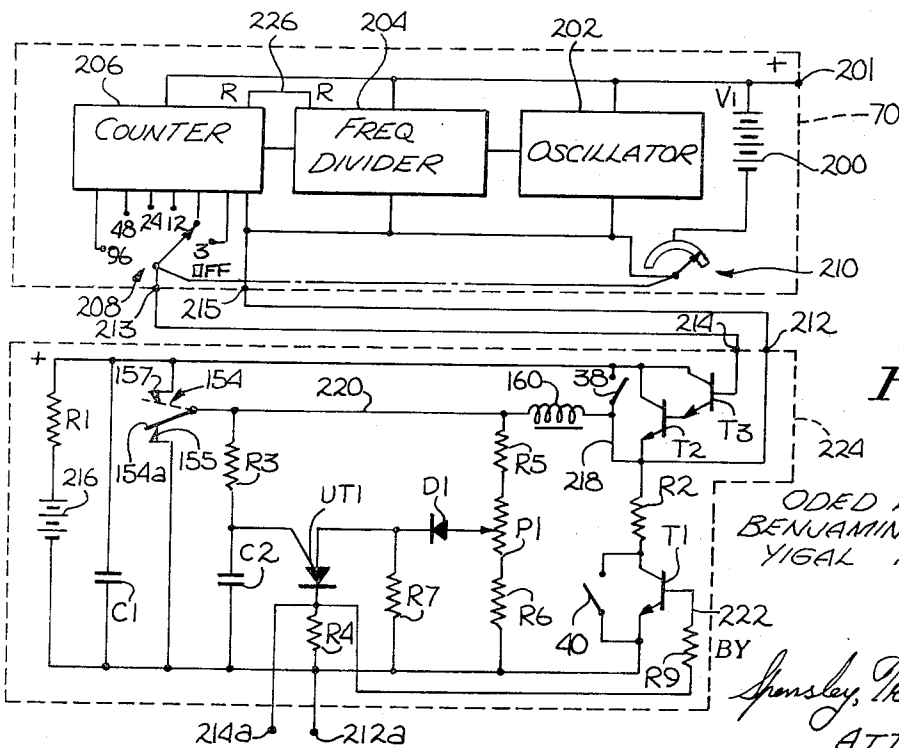 226 204 202
206
R R + 201
COUNTER FREQ DIVIDER OSCILLATOR V1 70
200
96 48 24 12 3
OFF 210
208
213 215 214 212
+ 157 154 220 160 38 T3
R1 T2 224
154a 155 R3 R5 218
216 UT1 D1 R2
C2 P1 T1
C1 R7 R6 40 222
R4 R9
214a 212a
ODED
BENJAMIN
YIGAL
BY
Spensley,
ATT